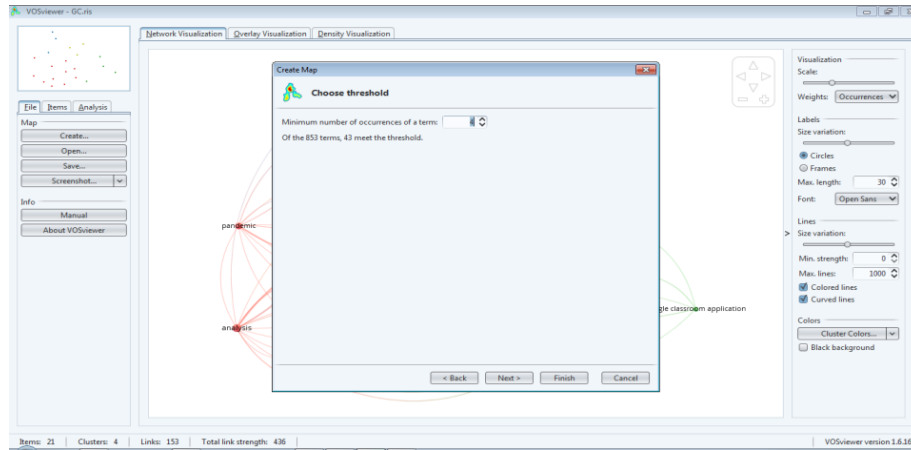 VOSviewer - GC.ris
File Items Analysis
Map
Create...
Open...
Save...
Screenshot...
Info
Manual
About VOSviewer
Network Visualization Overlay Visualization Density Visualization
pandemic
analysis
Create Map
Choose threshold
Minimum number of occurrences of a term:
Of the 853 terms, 43 meet the threshold.
< Back Next > Finish Cancel
gle classroom application
>
Visualization
Scale:
Weights: Occurrences
Labels
Size variation:
Circles
Frames
Max. length: 30
Font: Open Sans
Lines
Size variation:
Min. strength: 0
Max. lines: 1000
Colored lines
Curved lines
Colors
Cluster Colors...
Black background
Items: 21 Clusters: 4 Links: 153 Total link strength: 436 VOSviewer version 1.6.16